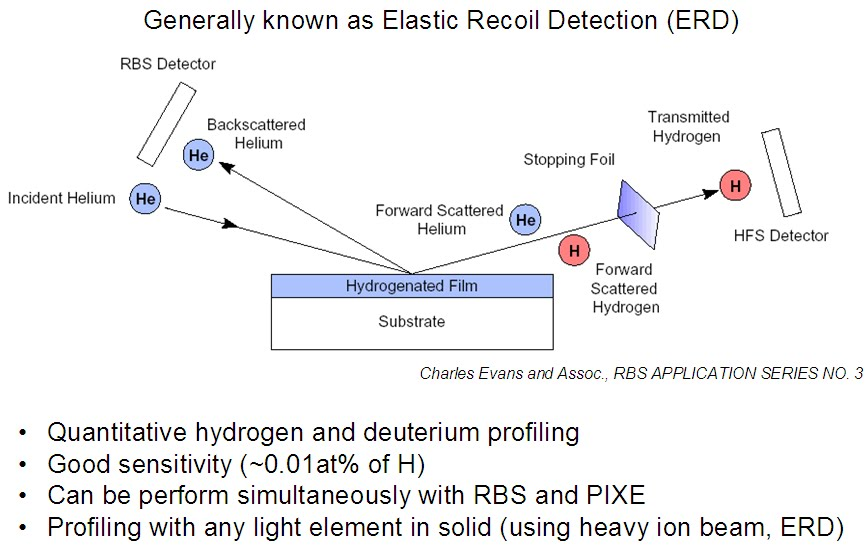 Generally known as Elastic Recoil Detection (ERD)
RBS Detector
Backscattered
Helium
He
Incident Helium
He
Forward Scattered
Helium
He
H
Forward
Scattered
Hydrogen
Stopping Foil
Transmitted
Hydrogen
H
HFS Detector
Hydrogenated Film
Substrate
Charles Evans and Assoc., RBS APPLICATION SERIES NO. 3
• Quantitative hydrogen and deuterium profiling
• Good sensitivity (~0.01at% of H)
• Can be perform simultaneously with RBS and PIXE
• Profiling with any light element in solid (using heavy ion beam, ERD)